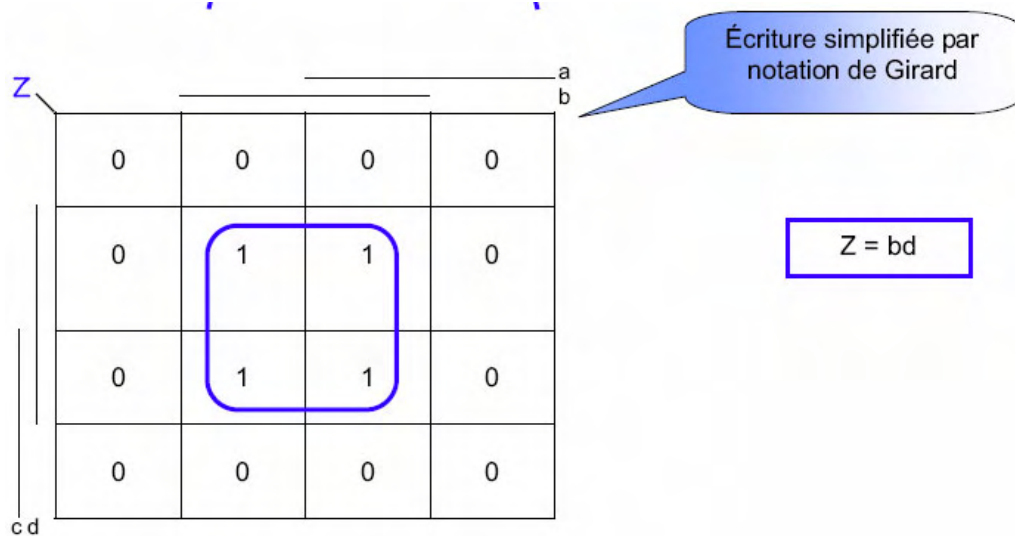 Écriture simplifiée par
notation de Girard
a
b
Z
0 0 0 0
0 1 1 0
Z = bd
0 1 1 0
0 0 0 0
c d